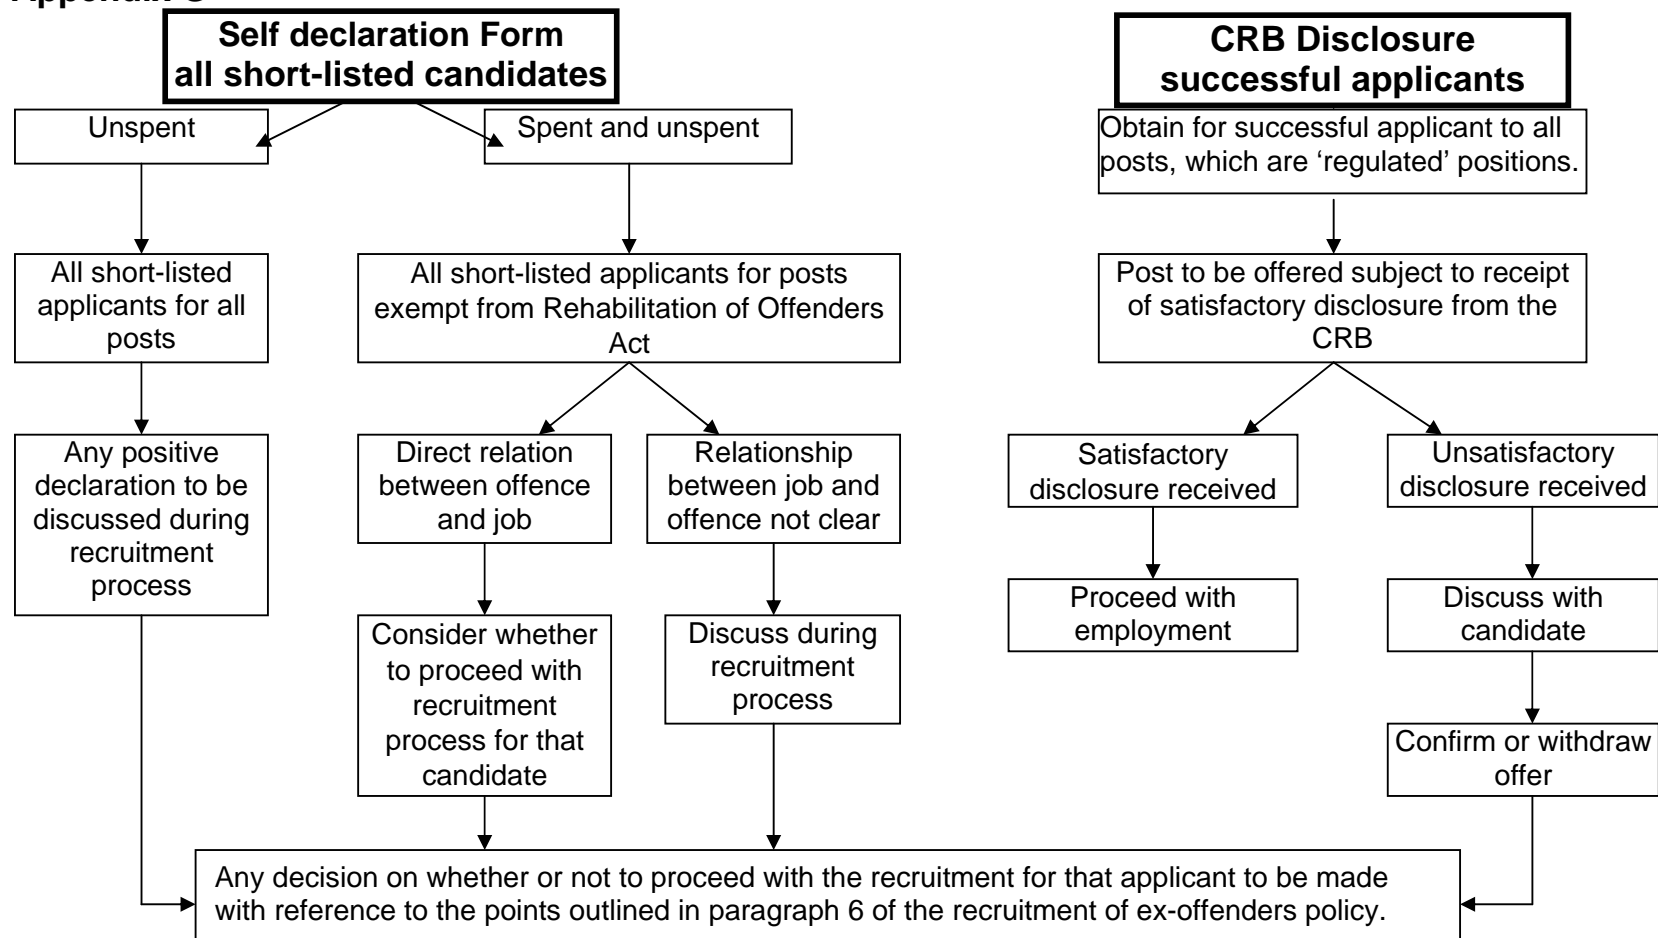 Self declaration Form
all short-listed candidates
CRB Disclosure
successful applicants
Unspent
Spent and unspent
Obtain for successful applicant to all
posts, which are ‘regulated’ positions.
All short-listed
applicants for all
posts
All short-listed applicants for posts
exempt from Rehabilitation of Offenders
Act
Post to be offered subject to receipt
of satisfactory disclosure from the
CRB
Any positive
declaration to be
discussed during
recruitment
process
Direct relation
between offence
and job
Relationship
between job and
offence not clear
Satisfactory
disclosure received
Unsatisfactory
disclosure received
Consider whether
to proceed with
recruitment
process for that
candidate
Discuss during
recruitment
process
Proceed with
employment
Discuss with
candidate
Confirm or withdraw
offer
Any decision on whether or not to proceed with the recruitment for that applicant to be made
with reference to the points outlined in paragraph 6 of the recruitment of ex-offenders policy.